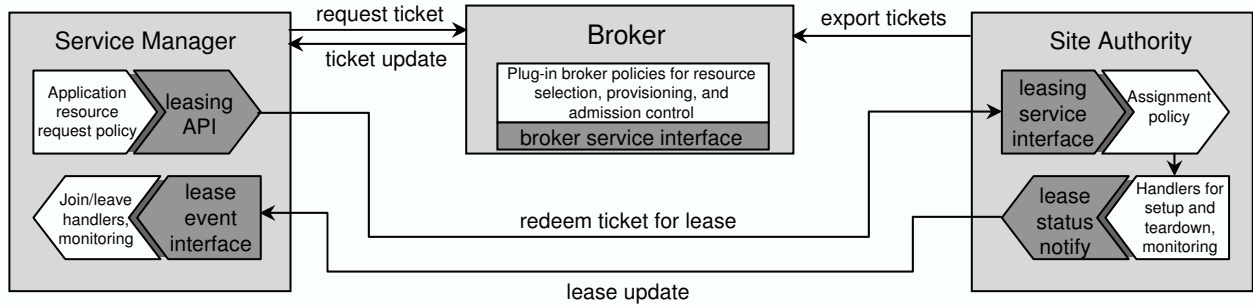 request ticket
export tickets
Service Manager
Broker
Site Authority
ticket update
Application
resource
request policy
leasing
API
Plug-in broker policies for resource
selection, provisioning, and
admission control
broker service interface
leasing
service
interface
Assignment
policy
Join/leave
handlers,
monitoring
lease
event
interface
redeem ticket for lease
lease
status
notify
Handlers for
setup and
teardown,
monitoring
lease update